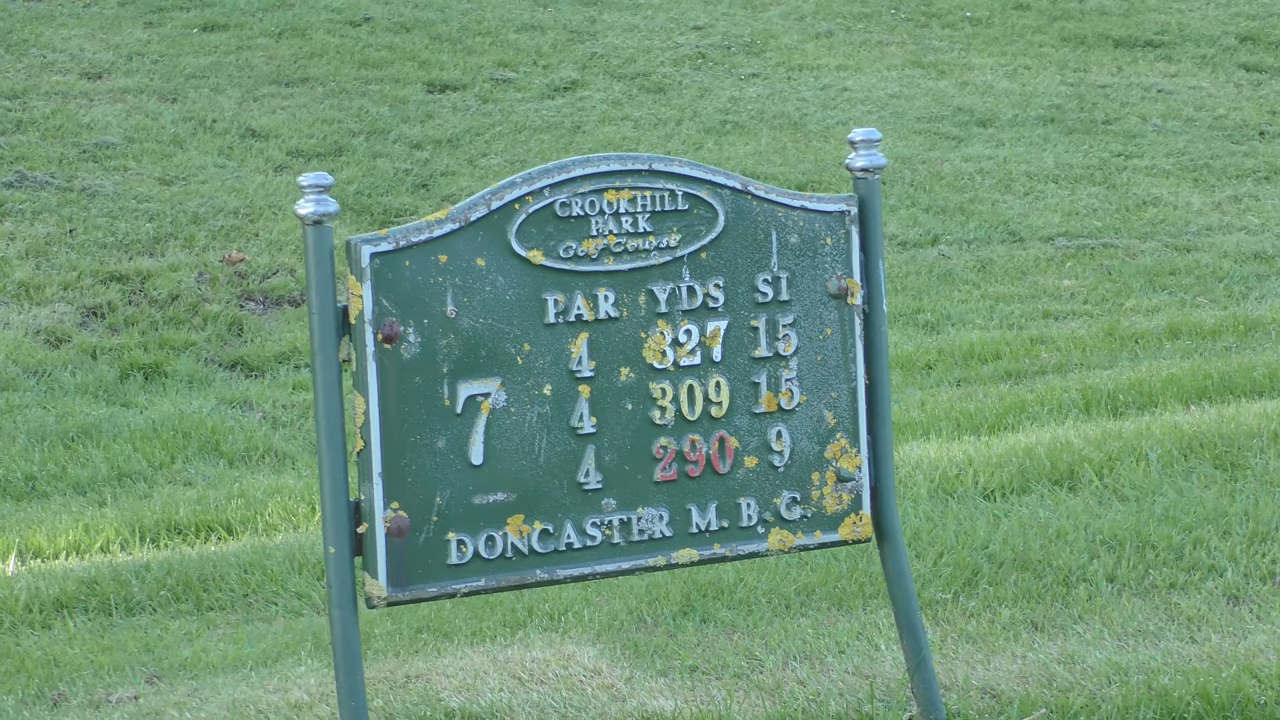 CROOKHILL
PARK
Golf Course
PAR YDS SI
4 327 15
7 4 309 15
4 290 9
DONCASTER M. B. C.